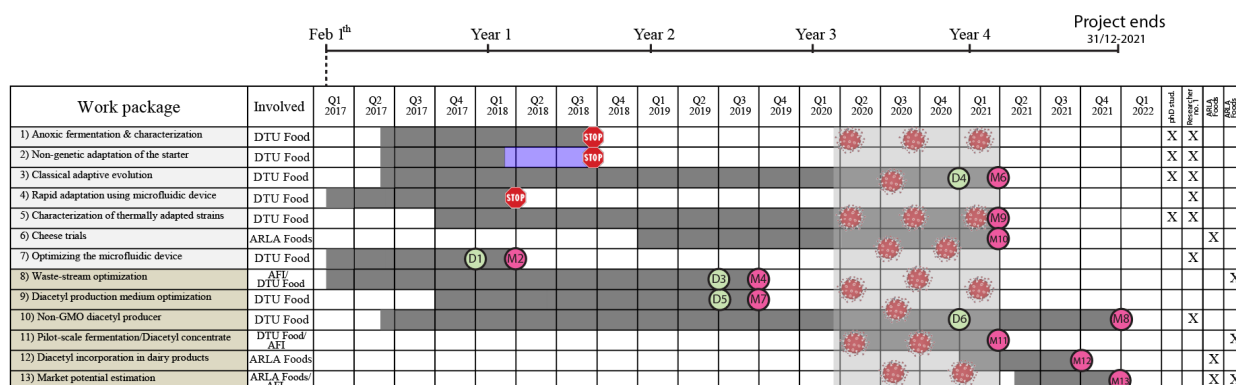 Project ends
Feb 1th Year 1 Year 2 Year 3 Year 4 31/12-2021
Work package Involved Q1 2017 Q2 2017 Q3 2017 Q4 2017 Q1 2018 Q2 2018 Q3 2018 Q4 2018 Q1 2019 Q2 2019 Q3 2019 Q4 2019 Q1 2020 Q2 2020 Q3 2020 Q4 2020 Q1 2021 Q2 2021 Q3 2021 Q4 2021 Q1 2022 phD stud. Researcher no. 1 ARLA Foods ARLA Foods
1) Anoxic fermentation & characterization DTU Food STOP X X
2) Non-genetic adaptation of the starter DTU Food STOP X X
3) Classical adaptive evolution DTU Food D4 M6 X X
4) Rapid adaptation using microfluidic device DTU Food STOP X
5) Characterization of thermally adapted strains DTU Food M9 X X
6) Cheese trials ARLA Foods M10 X
7) Optimizing the microfluidic device DTU Food D1 M2 X
8) Waste-stream optimization AFI/ DTU Food D3 M4 X
9) Diacetyl production medium optimization DTU Food D5 M7
10) Non-GMO diacetyl producer DTU Food D6 M8 X
11) Pilot-scale fermentation/Diacetyl concentrate DTU Food/ AFI M11 X
12) Diacetyl incorporation in dairy products ARLA Foods M12 X
13) Market potential estimation ARLA Foods/ AFI M13 X X